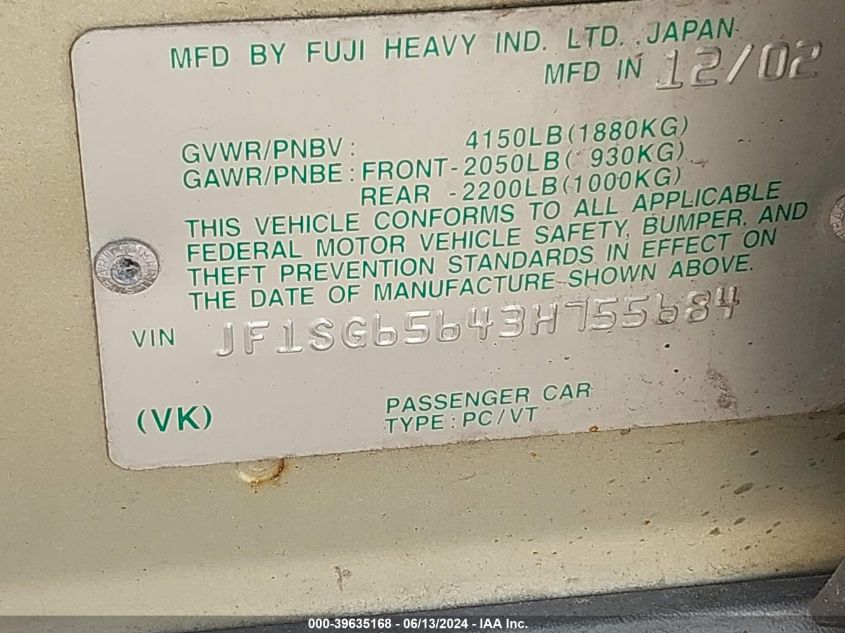 MFD BY FUJI HEAVY IND. LTD. JAPAN
MFD IN 12/02
GVWR/PNBV: 4150LB(1880KG)
GAWR/PNBE: FRONT-2050LB( 930KG)
REAR -2200LB(1000KG)
THIS VEHICLE CONFORMS TO ALL APPLICABLE
FEDERAL MOTOR VEHICLE SAFETY, BUMPER, AND
THEFT PREVENTION STANDARDS IN EFFECT ON
THE DATE OF MANUFACTURE SHOWN ABOVE.
VIN JF1SG65643H755684
(VK)
PASSENGER CAR
TYPE: PC/VT
000-39635168 - 06/13/2024 - IAA Inc.